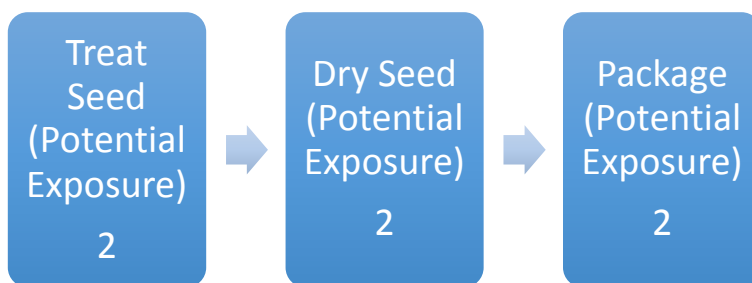 Treat
Seed
(Potential
Exposure)
2
Dry Seed
(Potential
Exposure)
2
Package
(Potential
Exposure)
2